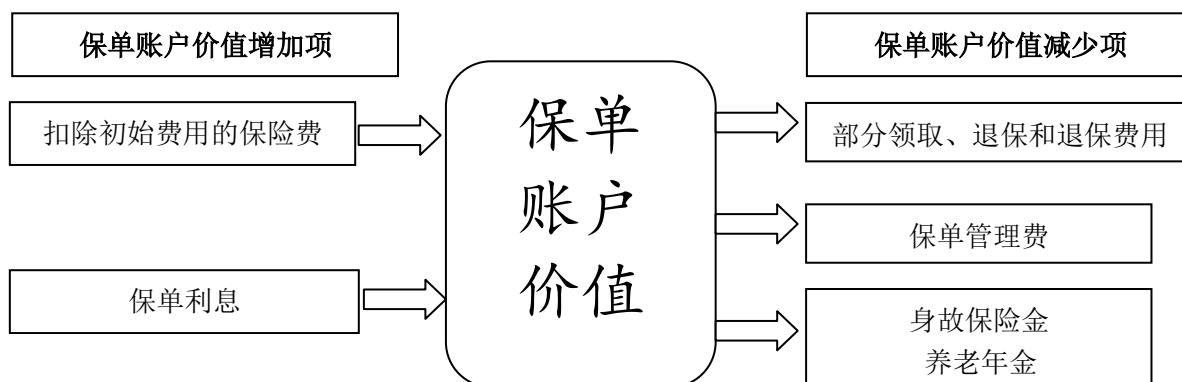 保单账户价值增加项
保单账户价值减少项
扣除初始费用的保险费
保单
账户
价值
部分领取、退保和退保费用
保单管理费
保单利息
身故保险金
养老年金